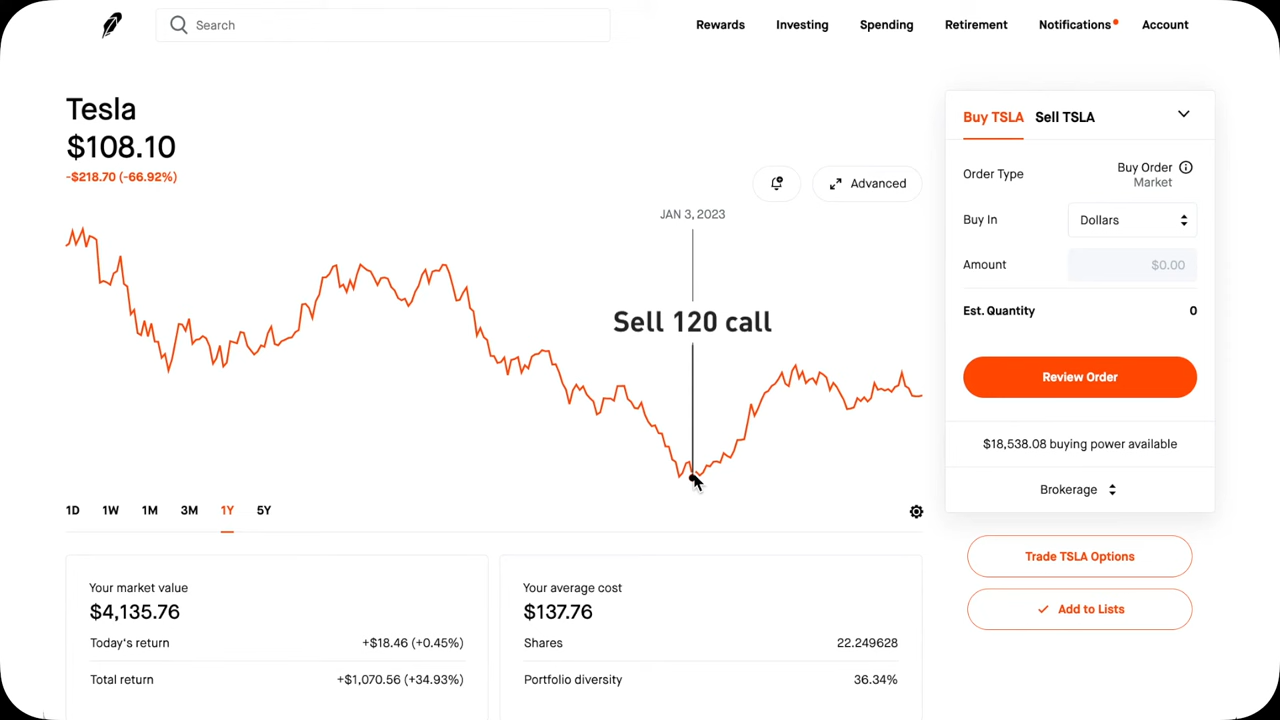 Search
Rewards
Investing
Spending
Retirement
Notifications
Account
Tesla
$108.10
-$218.70 (-66.92%)
Advanced
JAN 3, 2023
Sell 120 call
1D 1W 1M 3M 1Y 5Y
Buy TSLA Sell TSLA
Order Type
Buy Order
Market
Buy In
Dollars
Amount
$0.00
Est. Quantity
0
Review Order
$18,538.08 buying power available
Brokerage
Trade TSLA Options
Add to Lists
Your market value
$4,135.76
Today's return
+$18.46 (+0.45%)
Total return
+$1,070.56 (+34.93%)
Your average cost
$137.76
Shares
22.249628
Portfolio diversity
36.34%